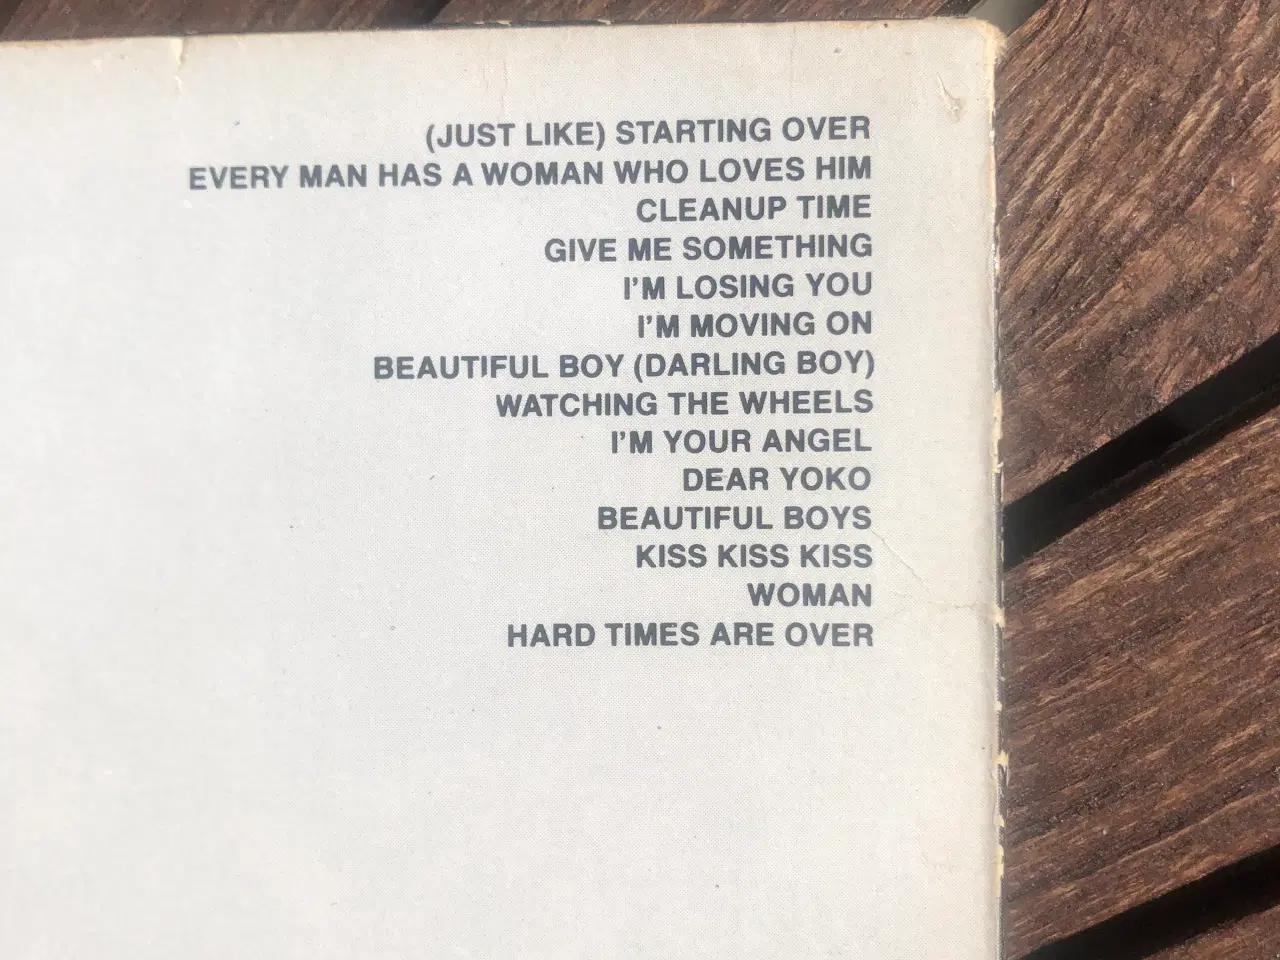 (JUST LIKE) STARTING OVER
EVERY MAN HAS A WOMAN WHO LOVES HIM
CLEANUP TIME
GIVE ME SOMETHING
I'M LOSING YOU
I'M MOVING ON
BEAUTIFUL BOY (DARLING BOY)
WATCHING THE WHEELS
I'M YOUR ANGEL
DEAR YOKO
BEAUTIFUL BOYS
KISS KISS KISS
WOMAN
HARD TIMES ARE OVER